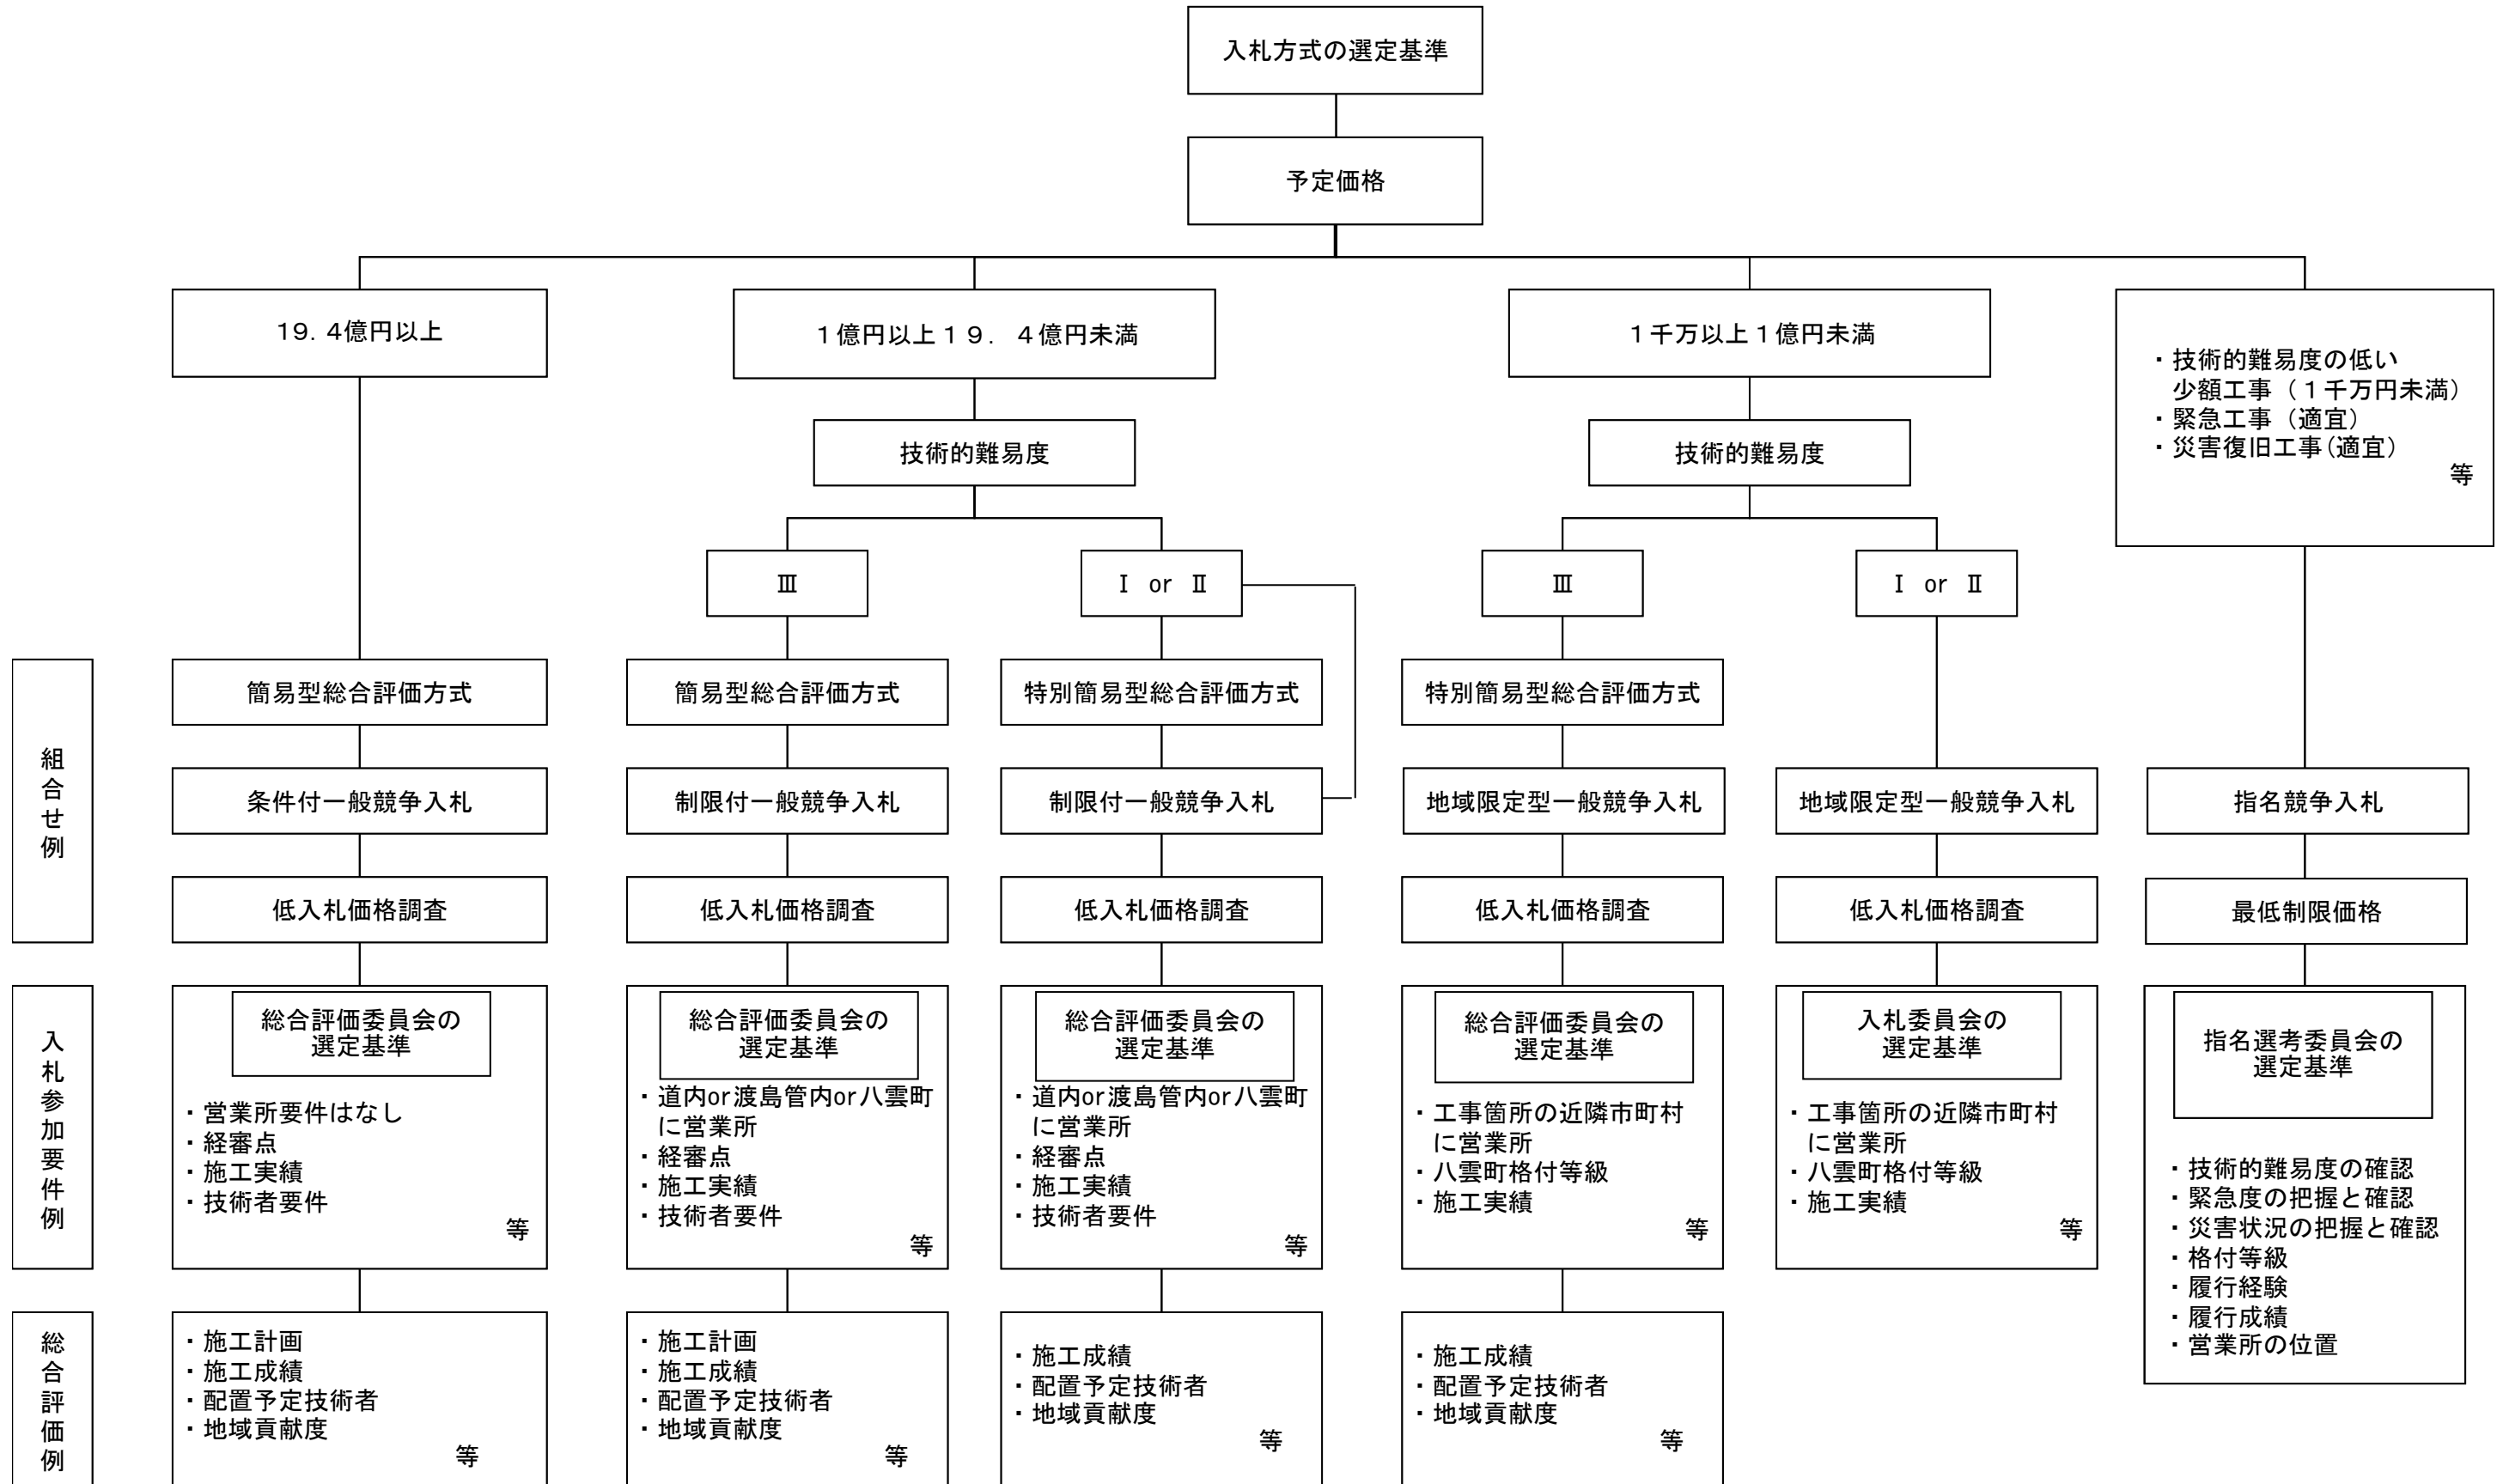 入札方式の選定基準
予定価格
19.4億円以上
1億円以上19.4億円未満
1千万以上1億円未満
・技術的難易度の低い
少額工事(1千万円未満)
・緊急工事(適宜)
・災害復旧工事(適宜)
等
技術的難易度
技術的難易度
Ⅲ
Ⅰ or Ⅱ
Ⅲ
Ⅰ or Ⅱ
組合せ例
簡易型総合評価方式
簡易型総合評価方式
特別簡易型総合評価方式
特別簡易型総合評価方式
条件付一般競争入札
制限付一般競争入札
制限付一般競争入札
地域限定型一般競争入札
地域限定型一般競争入札
指名競争入札
低入札価格調査
低入札価格調査
低入札価格調査
低入札価格調査
低入札価格調査
最低制限価格
入札参加要件例
総合評価委員会の
選定基準
・営業所要件はなし
・経審点
・施工実績
・技術者要件
等
総合評価委員会の
選定基準
・道内or渡島管内or八雲町
に営業所
・経審点
・施工実績
・技術者要件
等
総合評価委員会の
選定基準
・道内or渡島管内or八雲町
に営業所
・経審点
・施工実績
・技術者要件
等
総合評価委員会の
選定基準
・工事箇所の近隣市町村
に営業所
・八雲町格付等級
・施工実績
等
入札委員会の
選定基準
・工事箇所の近隣市町村
に営業所
・八雲町格付等級
・施工実績
等
指名選考委員会の
選定基準
・技術的難易度の確認
・緊急度の把握と確認
・災害状況の把握と確認
・格付等級
・履行経験
・履行成績
・営業所の位置
総合評価例
・施工計画
・施工成績
・配置予定技術者
・地域貢献度
等
・施工計画
・施工成績
・配置予定技術者
・地域貢献度
等
・施工成績
・配置予定技術者
・地域貢献度
等
・施工成績
・配置予定技術者
・地域貢献度
等